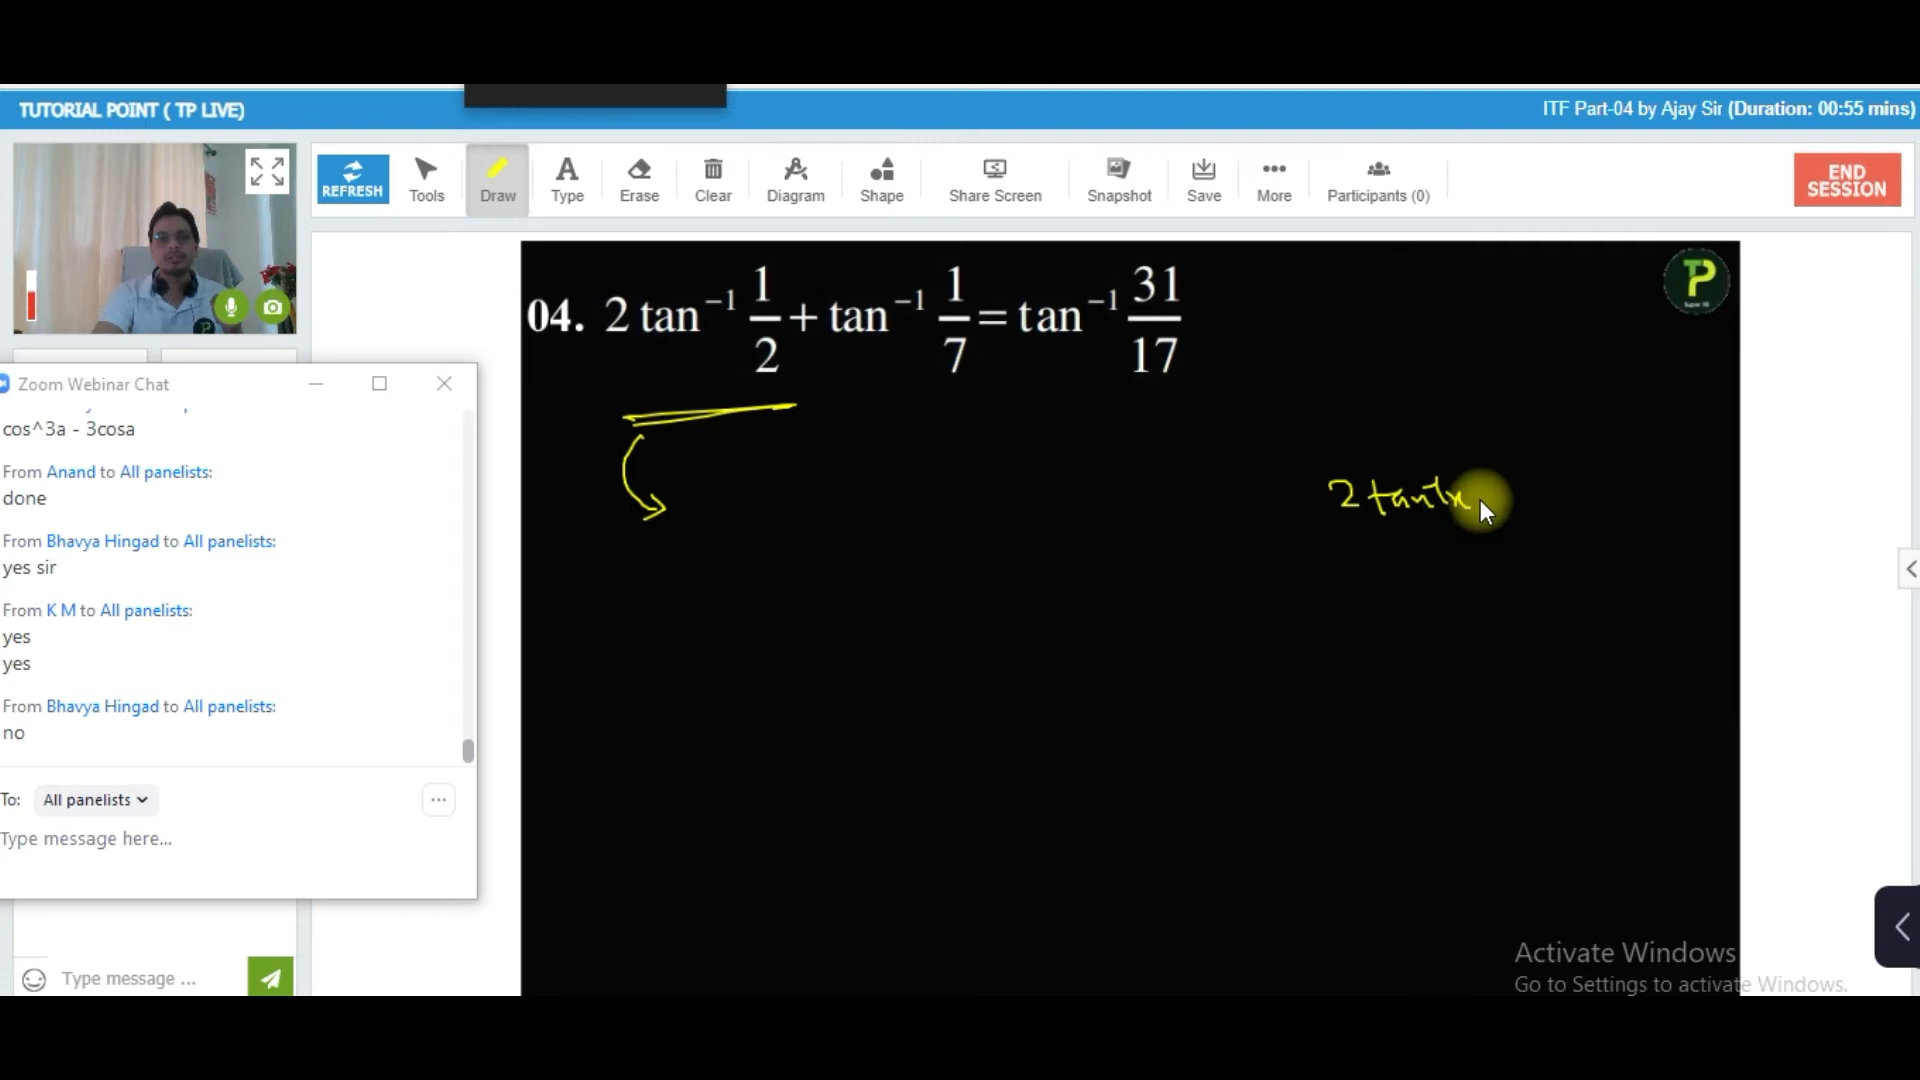 TUTORIAL POINT ( TP LIVE)
ITF Part-04 by Ajay Sir (Duration: 00:55 mins)
REFRESH
Tools
Draw
Type
Erase
Clear
Diagram
Shape
Share Screen
Snapshot
Save
More
Participants (0)
END SESSION
TP
04. 2 tan⁻¹ 1/2 + tan⁻¹ 1/7 = tan⁻¹ 31/17
2 tan⁻¹x
Zoom Webinar Chat
cos^3a - 3cosa
From Anand to All panelists:
done
From Bhavya Hingad to All panelists:
yes sir
From K M to All panelists:
yes
yes
From Bhavya Hingad to All panelists:
no
To: All panelists
Type message here...
Type message ...
Activate Windows
Go to Settings to activate Windows.